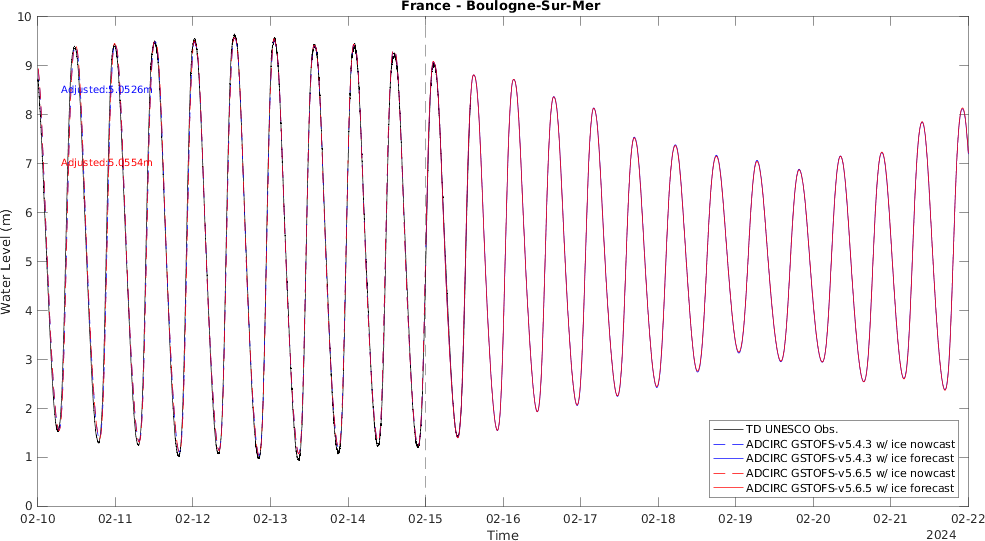 France - Boulogne-Sur-Mer
10
9
8
7
6
5
4
3
2
1
0
Water Level (m)
Adjusted:5.0526m
Adjusted:5.0554m
TD UNESCO Obs.
ADCIRC GSTOFS-v5.4.3 w/ ice nowcast
ADCIRC GSTOFS-v5.4.3 w/ ice forecast
ADCIRC GSTOFS-v5.6.5 w/ ice nowcast
ADCIRC GSTOFS-v5.6.5 w/ ice forecast
02-10 02-11 02-12 02-13 02-14 02-15 02-16 02-17 02-18 02-19 02-20 02-21 02-22
Time
2024